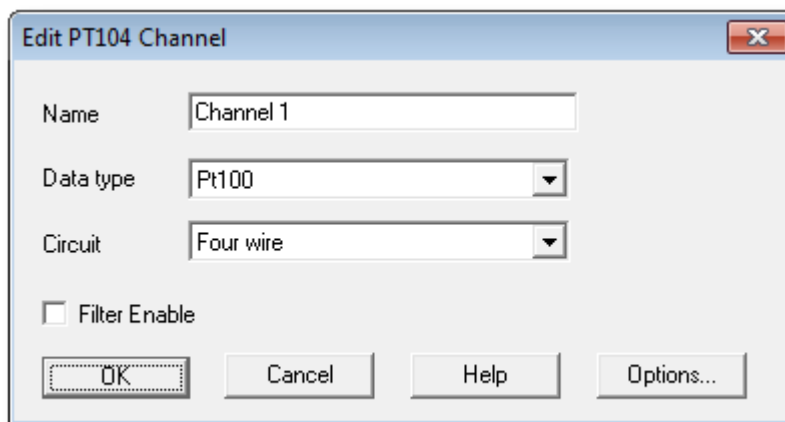 Edit PT104 Channel
Name Channel 1
Data type Pt100
Circuit Four wire
Filter Enable
OK Cancel Help Options...